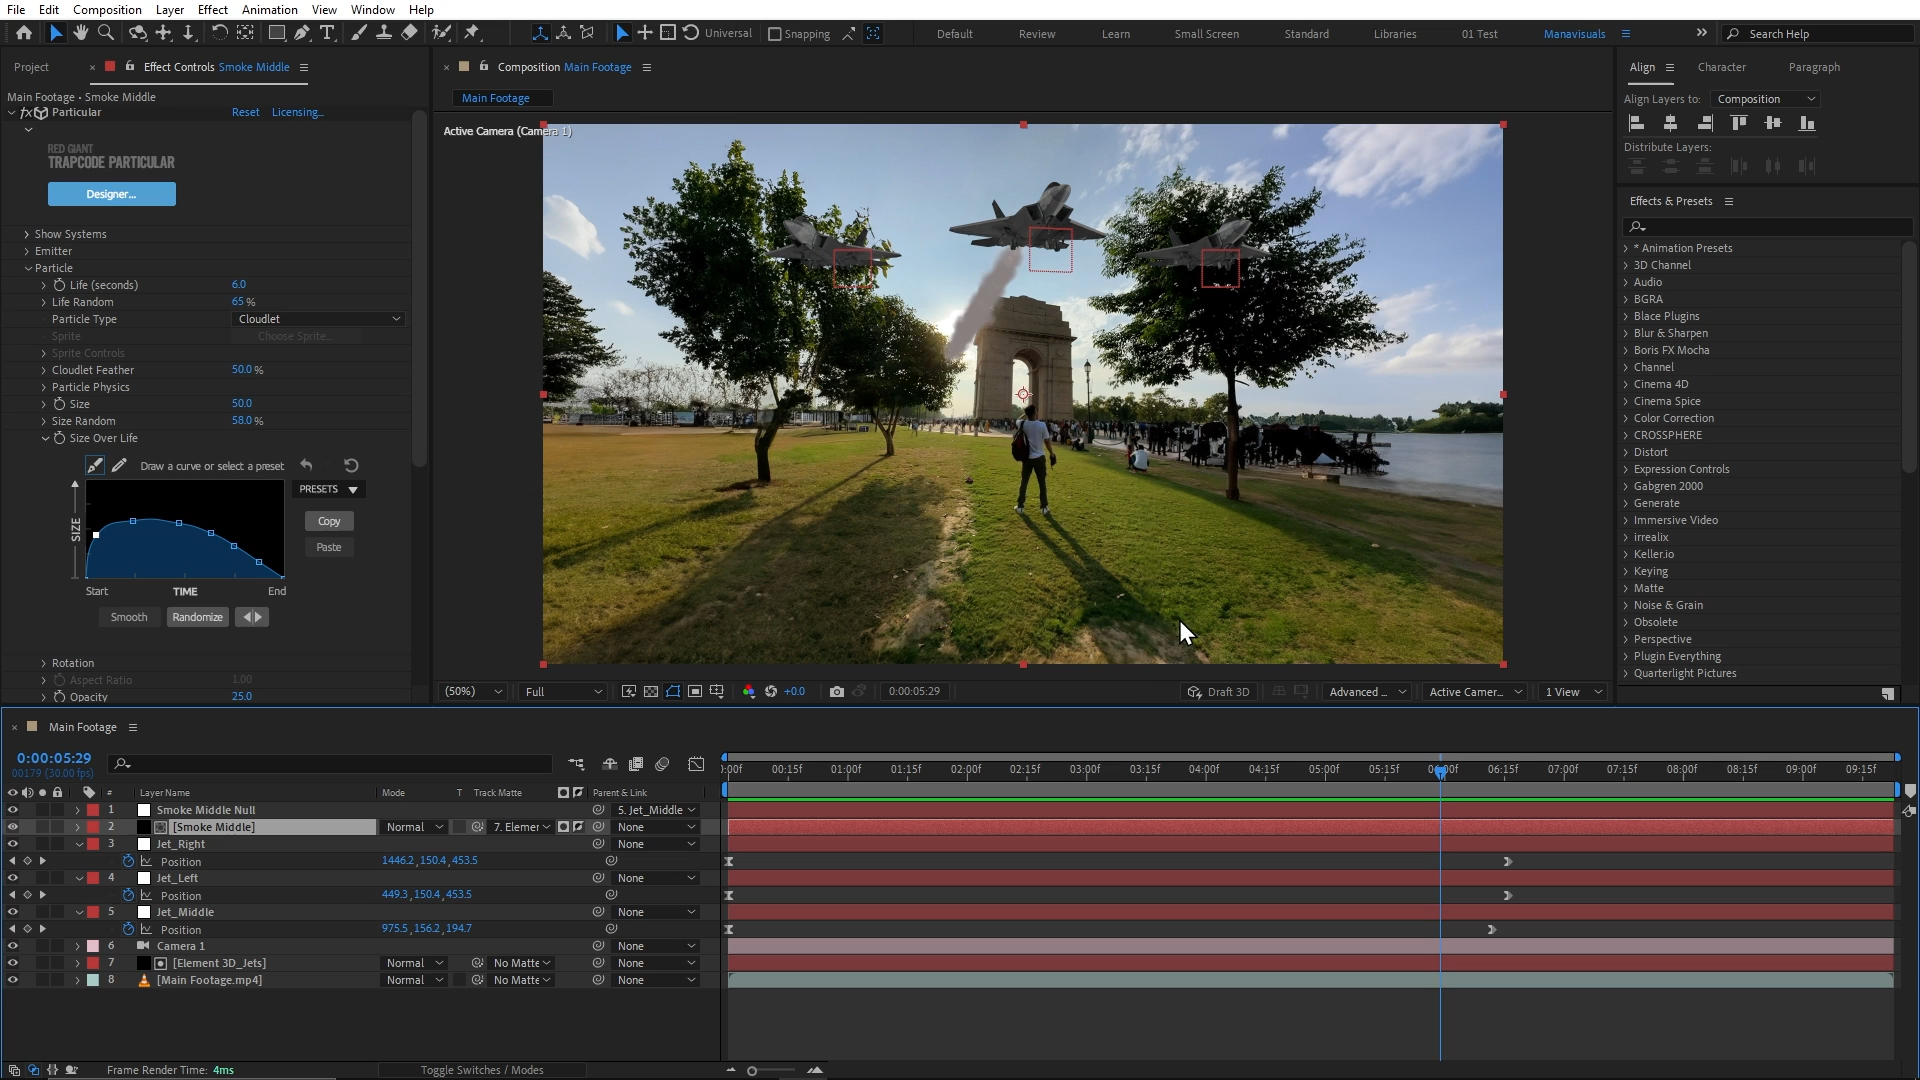 File Edit Composition Layer Effect Animation View Window Help
Universal Snapping Default Review Learn Small Screen Standard Libraries 01 Test Manavisuals Search Help
Project Effect Controls Smoke Middle
Main Footage • Smoke Middle
fx Particular Reset Licensing...
RED GIANT
TRAPCODE PARTICULAR
Designer...
Show Systems
Emitter
Particle
Life (seconds) 6.0
Life Random 65 %
Particle Type Cloudlet
Sprite Choose Sprite...
Sprite Controls
Cloudlet Feather 50.0 %
Particle Physics
Size 50.0
Size Random 58.0 %
Size Over Life
Draw a curve or select a preset
PRESETS
Copy
Paste
SIZE
Start TIME End
Smooth Randomize
Rotation
Aspect Ratio 1.00
Opacity 25.0
Composition Main Footage
Main Footage
Active Camera (Camera 1)
(50%) Full +0.0 0:00:05:29 Draft 3D Advanced ... Active Camer... 1 View
Align Character Paragraph
Align Layers to: Composition
Distribute Layers:
Effects & Presets
* Animation Presets
3D Channel
Audio
BGRA
Blace Plugins
Blur & Sharpen
Boris FX Mocha
Channel
Cinema 4D
Cinema Spice
Color Correction
CROSSPHERE
Distort
Expression Controls
Gabgren 2000
Generate
Immersive Video
irrealix
Keller.io
Keying
Matte
Noise & Grain
Obsolete
Perspective
Plugin Everything
Quarterlight Pictures
Main Footage
0:00:05:29
00179 (30.00 fps)
# Layer Name Mode T Track Matte Parent & Link
:00f 00:15f 01:00f 01:15f 02:00f 02:15f 03:00f 03:15f 04:00f 04:15f 05:00f 05:15f 06:00f 06:15f 07:00f 07:15f 08:00f 08:15f 09:00f 09:15f
1 Smoke Middle Null 5. Jet_Middle
2 [Smoke Middle] Normal 7. Elemer None
3 Jet_Right None
Position 1446.2, 150.4, 453.5
4 Jet_Left None
Position 449.3, 150.4, 453.5
5 Jet_Middle None
Position 975.5, 156.2, 194.7
6 Camera 1 None
7 [Element 3D_Jets] Normal No Matte None
8 [Main Footage.mp4] Normal No Matte None
Frame Render Time: 4ms Toggle Switches / Modes